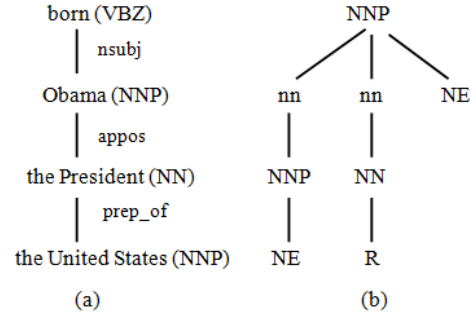 born (VBZ) NNP
nsubj
Obama (NNP) nn nn NE
appos
the President (NN) NNP NN
prep_of
the United States (NNP) NE R
(a) (b)